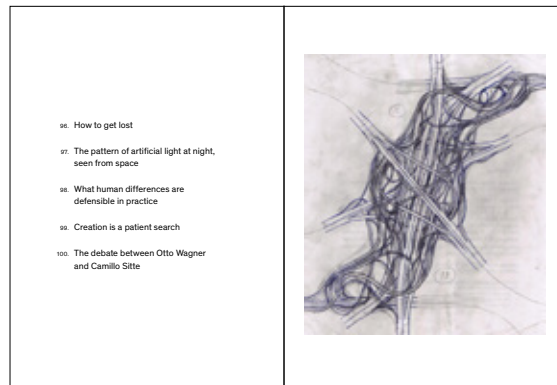 96. How to get lost
97. The pattern of artificial light at night,
seen from space
98. What human differences are
defensible in practice
99. Creation is a patient search
100. The debate between Otto Wagner
and Camillo Sitte